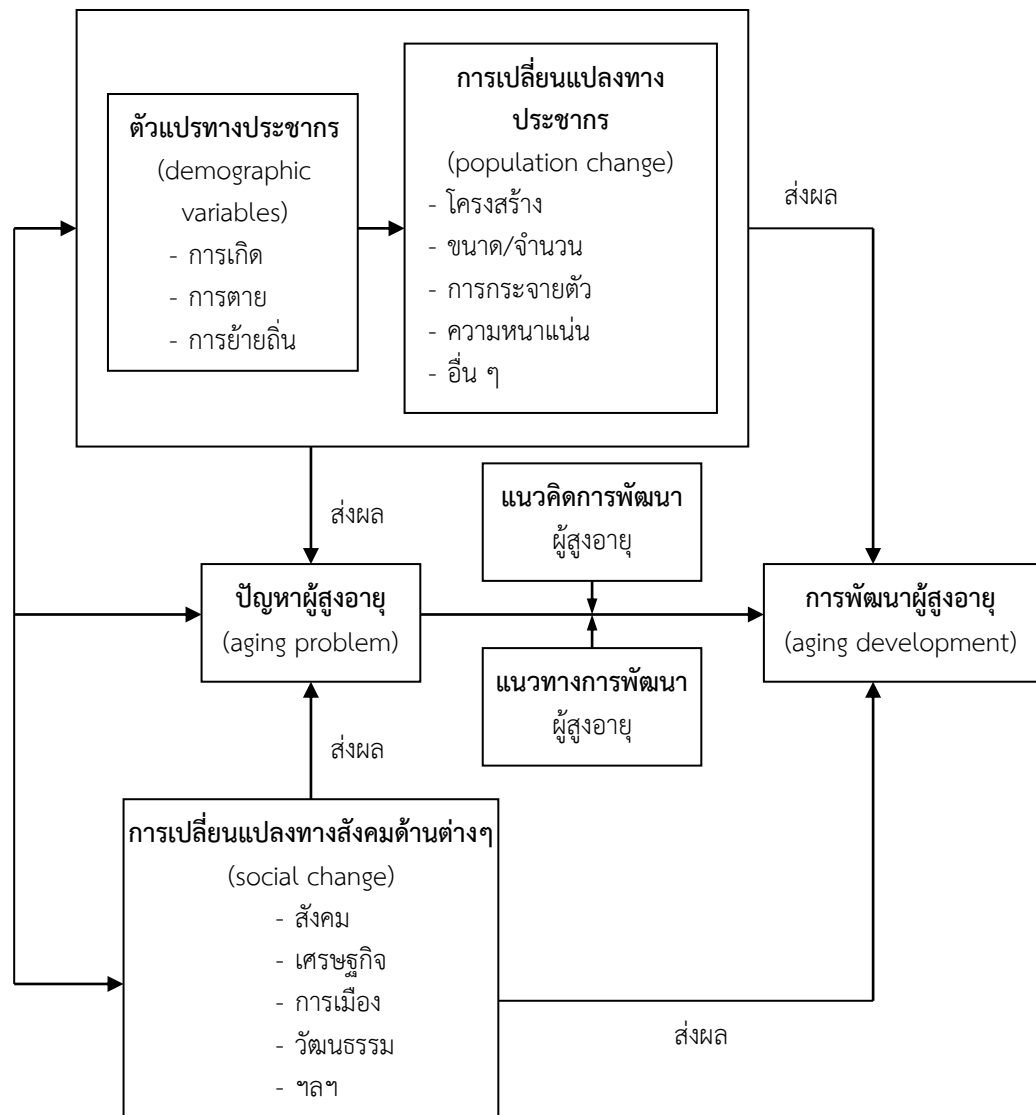 ตัวแปรทางประชากร
(demographic
variables)
- การเกิด
- การตาย
- การย้ายถิ่น
การเปลี่ยนแปลงทาง
ประชากร
(population change)
- โครงสร้าง
- ขนาด/จำนวน
- การกระจายตัว
- ความหนาแน่น
- อื่น ๆ
ส่งผล
ส่งผล
แนวคิดการพัฒนา
ผู้สูงอายุ
ปัญหาผู้สูงอายุ
(aging problem)
การพัฒนาผู้สูงอายุ
(aging development)
แนวทางการพัฒนา
ผู้สูงอายุ
ส่งผล
การเปลี่ยนแปลงทางสังคมด้านต่างๆ
(social change)
- สังคม
- เศรษฐกิจ
- การเมือง
- วัฒนธรรม
- ฯลฯ
ส่งผล